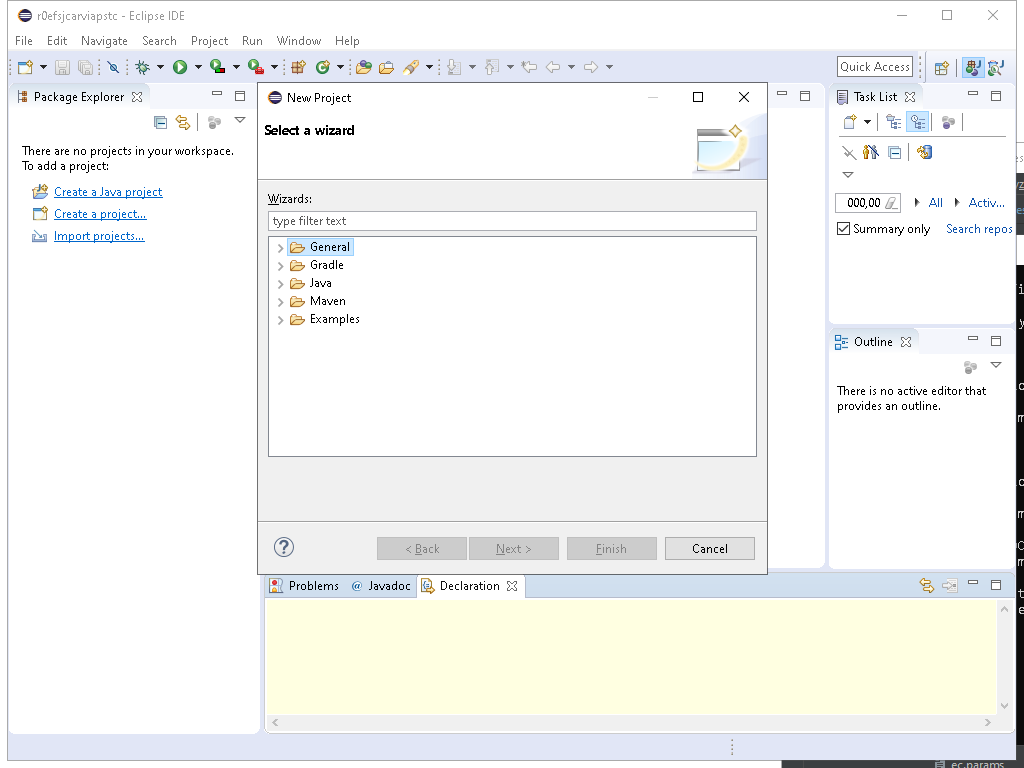 r0efsjcarviapstc - Eclipse IDE
File Edit Navigate Search Project Run Window Help
Quick Access
Package Explorer
There are no projects in your workspace.
To add a project:
Create a Java project
Create a project...
Import projects...
New Project
Select a wizard
Wizards:
type filter text
General
Gradle
Java
Maven
Examples
< Back
Next >
Finish
Cancel
Task List
000,00
All
Activ...
Summary only
Search repos
Outline
There is no active editor that
provides an outline.
Problems
@ Javadoc
Declaration
ec.params